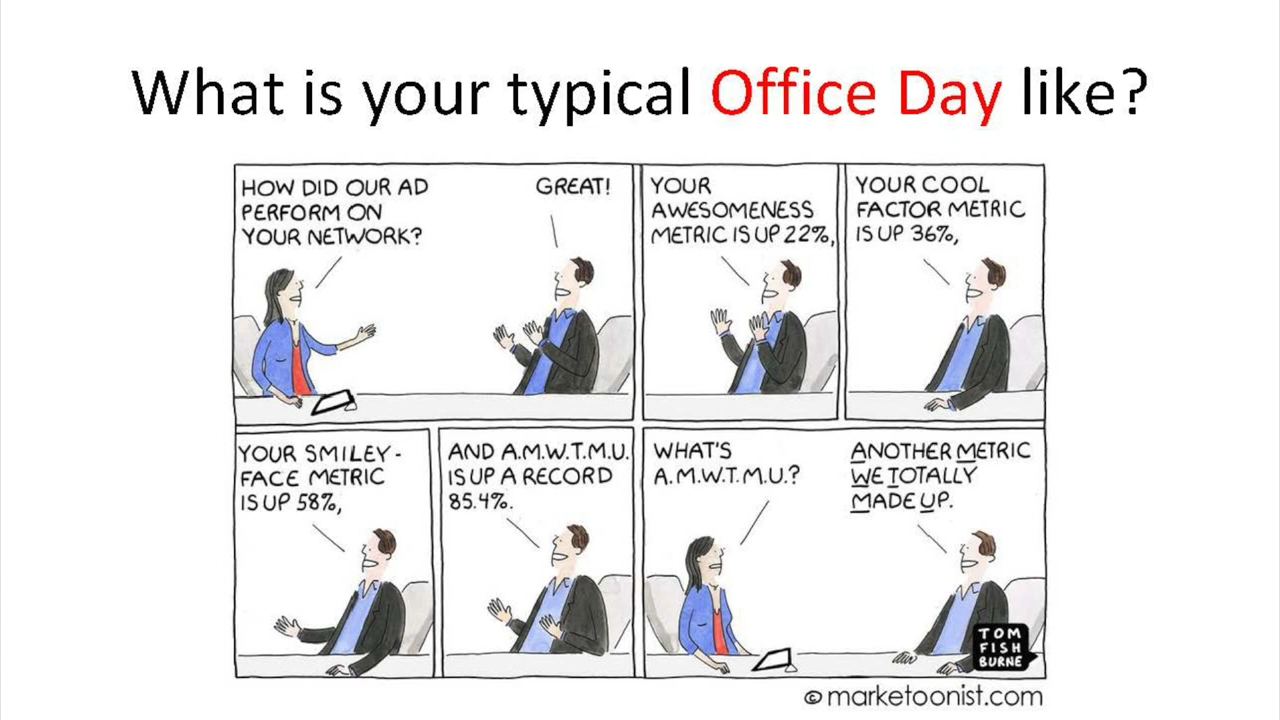 What is your typical Office Day like?
HOW DID OUR AD
PERFORM ON
YOUR NETWORK?
GREAT!
YOUR
AWESOMENESS
METRIC IS UP 22%,
YOUR COOL
FACTOR METRIC
IS UP 36%,
YOUR SMILEY-
FACE METRIC
IS UP 58%,
AND A.M.W.T.M.U.
IS UP A RECORD
85.4%.
WHAT'S
A.M.W.T.M.U.?
ANOTHER METRIC
WE TOTALLY
MADE UP.
TOM
FISH
BURNE
© marketoonist.com